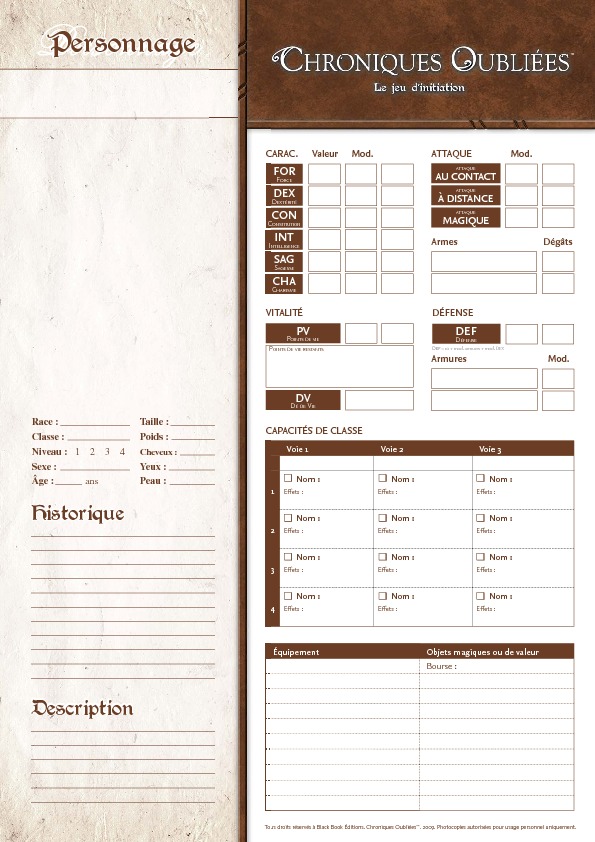 Personnage
CHRONIQUES OUBLIÉES™
Le jeu d'initiation
CARAC. Valeur Mod.
FOR
Force
DEX
Dextérité
CON
Constitution
INT
Intelligence
SAG
Sagesse
CHA
Charisme
ATTAQUE Mod.
ATTAQUE
AU CONTACT
ATTAQUE
À DISTANCE
ATTAQUE
MAGIQUE
Armes Dégâts
VITALITÉ
PV
Points de vie
Points de vie restants
DV
Dé de Vie
DÉFENSE
DEF
Défense
Armures Mod.
Race : Taille :
Classe : Poids :
Niveau : 1 2 3 4 Cheveux :
Sexe : Yeux :
Âge : ans Peau :
Historique
Description
CAPACITÉS DE CLASSE
Voie 1 Voie 2 Voie 3
Nom : Nom : Nom :
1 Effets : Effets : Effets :
Nom : Nom : Nom :
2 Effets : Effets : Effets :
Nom : Nom : Nom :
3 Effets : Effets : Effets :
Nom : Nom : Nom :
4 Effets : Effets : Effets :
Équipement Objets magiques ou de valeur
Bourse :
Tous droits réservés à Black Book Éditions. Chroniques Oubliées™. 2009. Photocopies autorisées pour usage personnel uniquement.